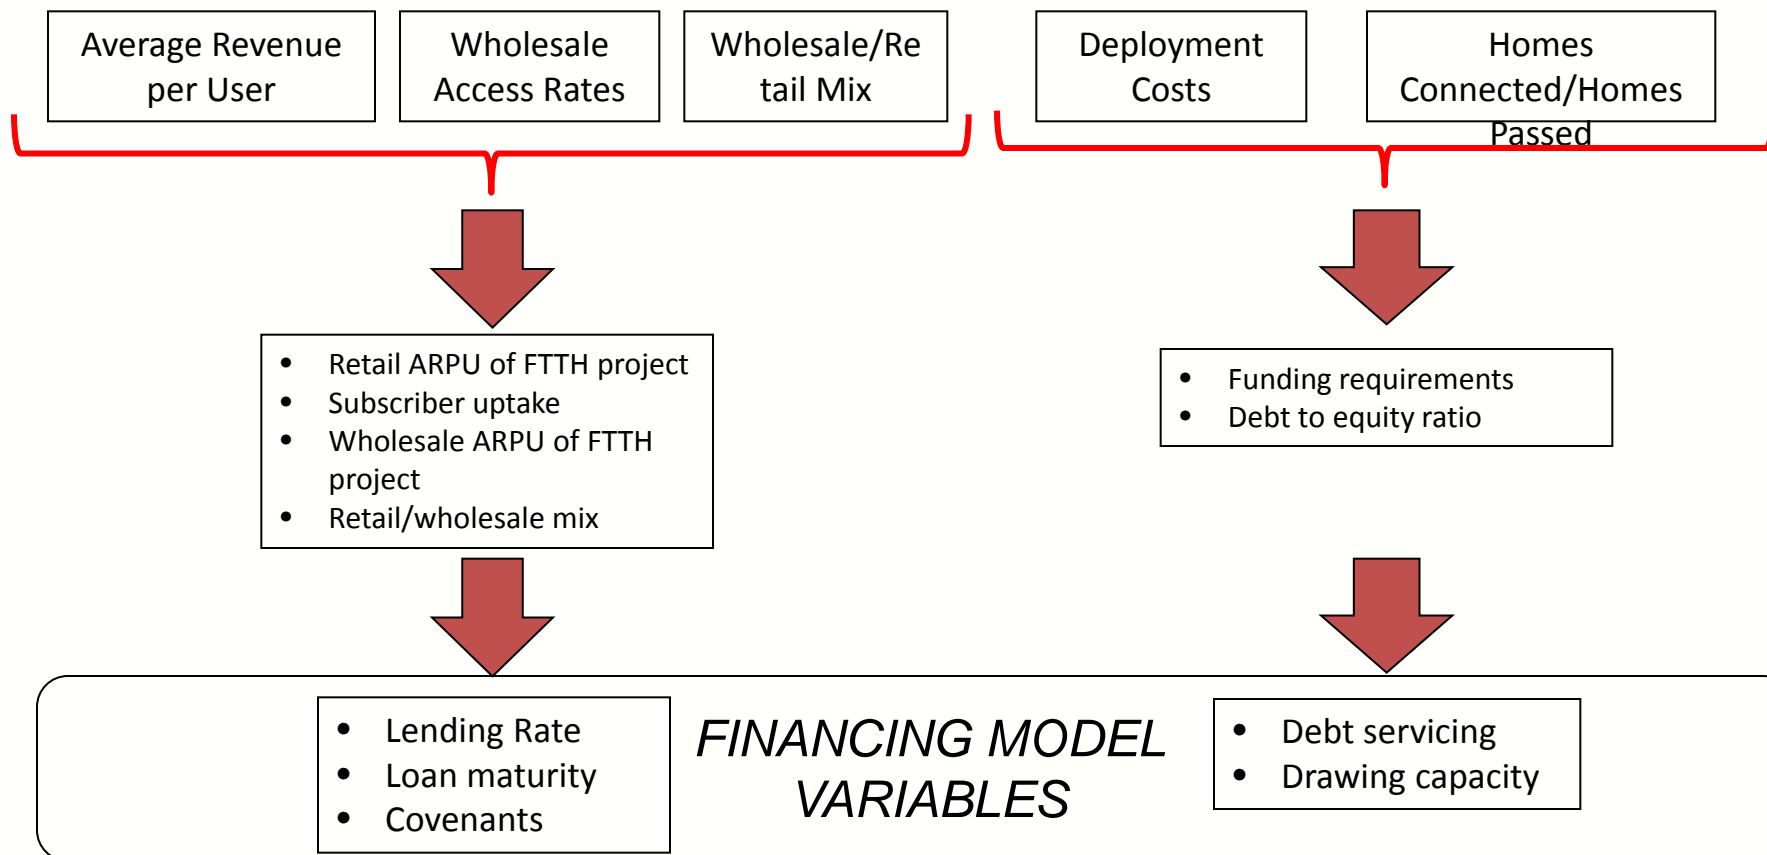 Average Revenue
per User
Wholesale
Access Rates
Wholesale/Re
tail Mix
Deployment
Costs
Homes
Connected/Homes
Passed
• Retail ARPU of FTTH project
• Subscriber uptake
• Wholesale ARPU of FTTH
project
• Retail/wholesale mix
• Funding requirements
• Debt to equity ratio
• Lending Rate
• Loan maturity
• Covenants
FINANCING MODEL
VARIABLES
• Debt servicing
• Drawing capacity